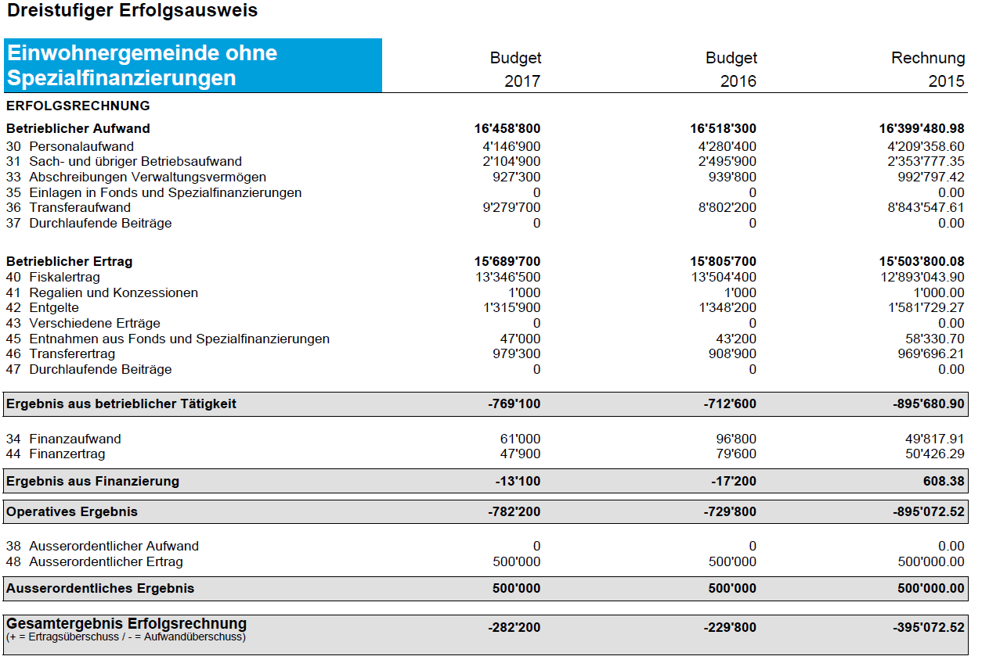 Dreistufiger Erfolgsausweis
Einwohnergemeinde ohne Spezialfinanzierungen Budget 2017 Budget 2016 Rechnung 2015
ERFOLGSRECHNUNG
Betrieblicher Aufwand 16'458'800 16'518'300 16'399'480.98
30 Personalaufwand 4'146'900 4'280'400 4'209'358.60
31 Sach- und übriger Betriebsaufwand 2'104'900 2'495'900 2'353'777.35
33 Abschreibungen Verwaltungsvermögen 927'300 939'800 992'797.42
35 Einlagen in Fonds und Spezialfinanzierungen 0 0 0.00
36 Transferaufwand 9'279'700 8'802'200 8'843'547.61
37 Durchlaufende Beiträge 0 0 0.00
Betrieblicher Ertrag 15'689'700 15'805'700 15'503'800.08
40 Fiskalertrag 13'346'500 13'504'400 12'893'043.90
41 Regalien und Konzessionen 1'000 1'000 1'000.00
42 Entgelte 1'315'900 1'348'200 1'581'729.27
43 Verschiedene Erträge 0 0 0.00
45 Entnahmen aus Fonds und Spezialfinanzierungen 47'000 43'200 58'330.70
46 Transferertrag 979'300 908'900 969'696.21
47 Durchlaufende Beiträge 0 0 0.00
Ergebnis aus betrieblicher Tätigkeit -769'100 -712'600 -895'680.90
34 Finanzaufwand 61'000 96'800 49'817.91
44 Finanzertrag 47'900 79'600 50'426.29
Ergebnis aus Finanzierung -13'100 -17'200 608.38
Operatives Ergebnis -782'200 -729'800 -895'072.52
38 Ausserordentlicher Aufwand 0 0 0.00
48 Ausserordentlicher Ertrag 500'000 500'000 500'000.00
Ausserordentliches Ergebnis 500'000 500'000 500'000.00
Gesamtergebnis Erfolgsrechnung -282'200 -229'800 -395'072.52
(+ = Ertragsüberschuss / - = Aufwandüberschuss)